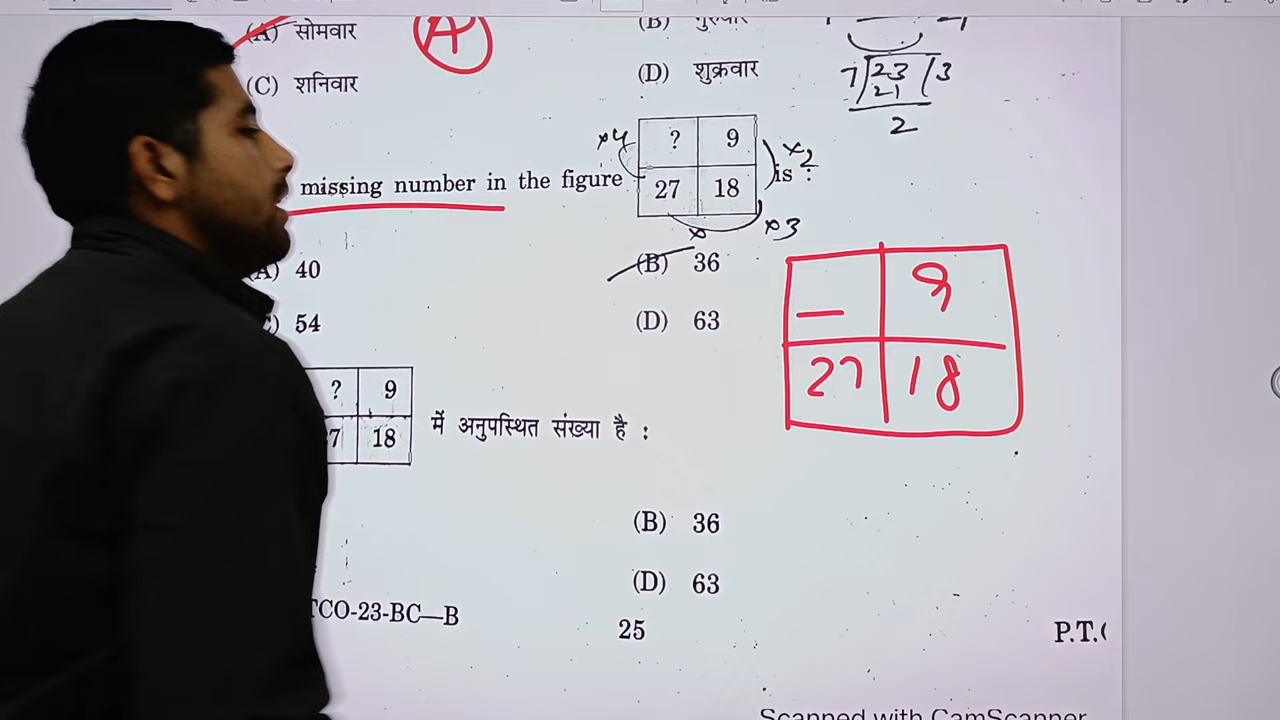 (A) सोमवार
(B) गुरुवार
(A)
(C) शनिवार
(D) शुक्रवार
7 23 3
21
2
? 9
27 18
×4
×2
×3
missing number in the figure is :
(A) 40
(B) 36
54
(D) 63
9
27 18
? 9
7 18
में अनुपस्थित संख्या है :
(B) 36
(D) 63
TCO-23-BC—B
25
P.T.
Scanned with CamScanner